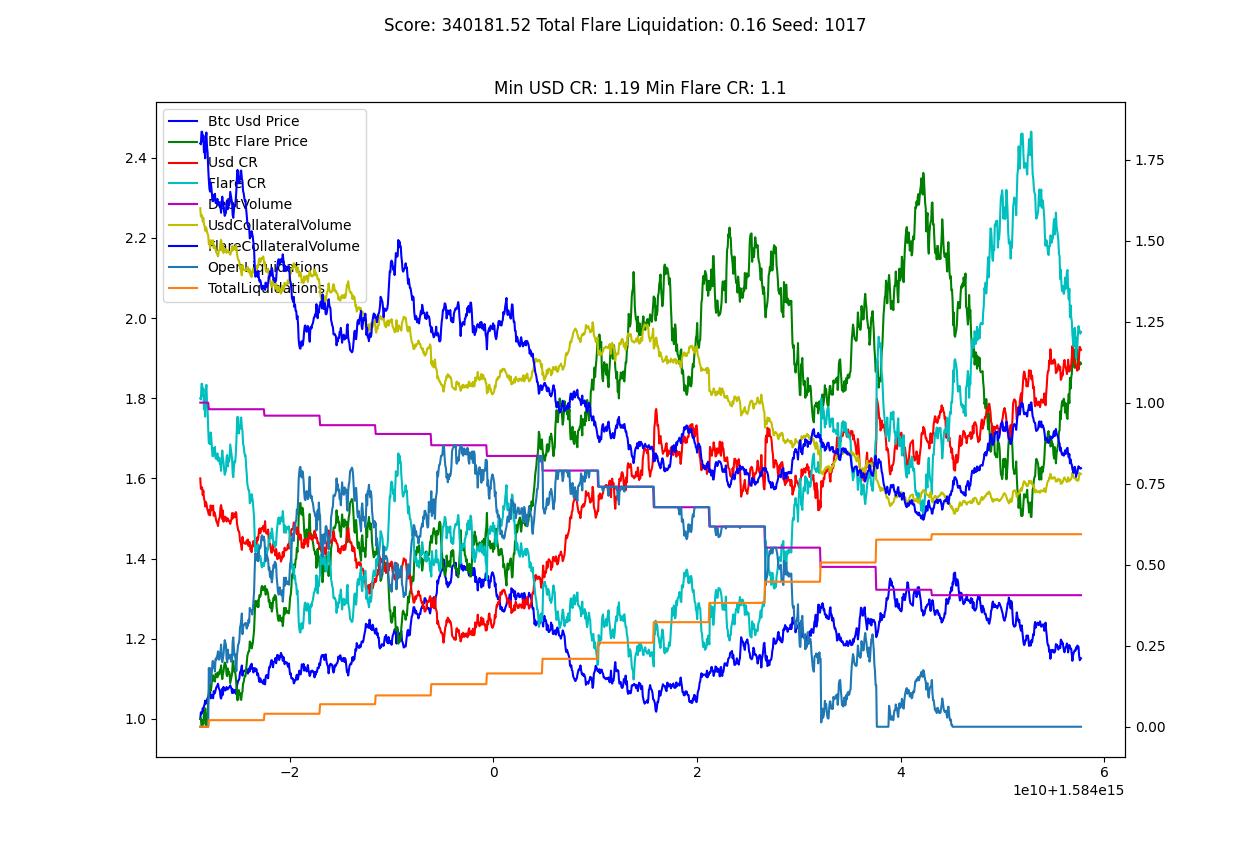 Score: 340181.52 Total Flare Liquidation: 0.16 Seed: 1017
Min USD CR: 1.19 Min Flare CR: 1.1
Btc Usd Price
Btc Flare Price
Usd CR
Flare CR
DebtVolume
UsdCollateralVolume
FlareCollateralVolume
OpenLiquidations
TotalLiquidations
2.4
2.2
2.0
1.8
1.6
1.4
1.2
1.0
1.75
1.50
1.25
1.00
0.75
0.50
0.25
0.00
−2
0
2
4
6
1e10+1.584e15